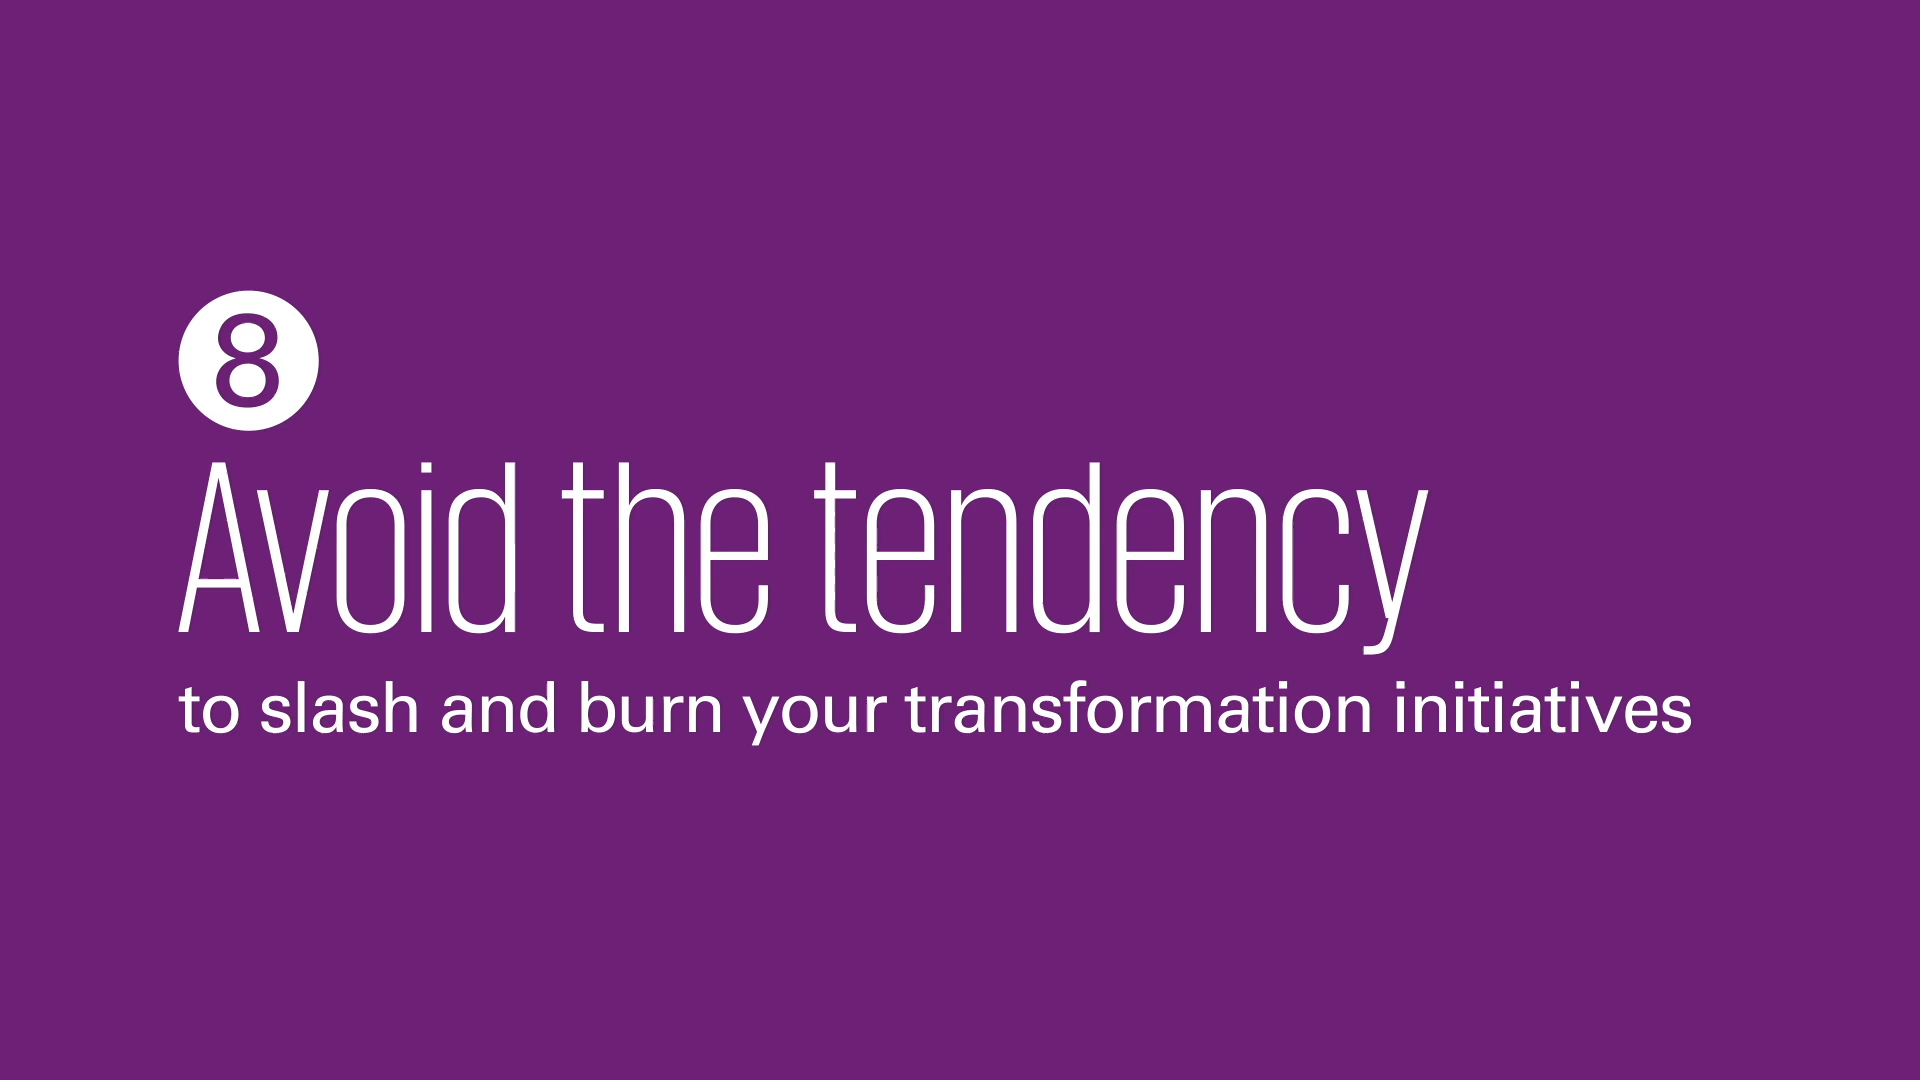 8
Avoid the tendency
to slash and burn your transformation initiatives